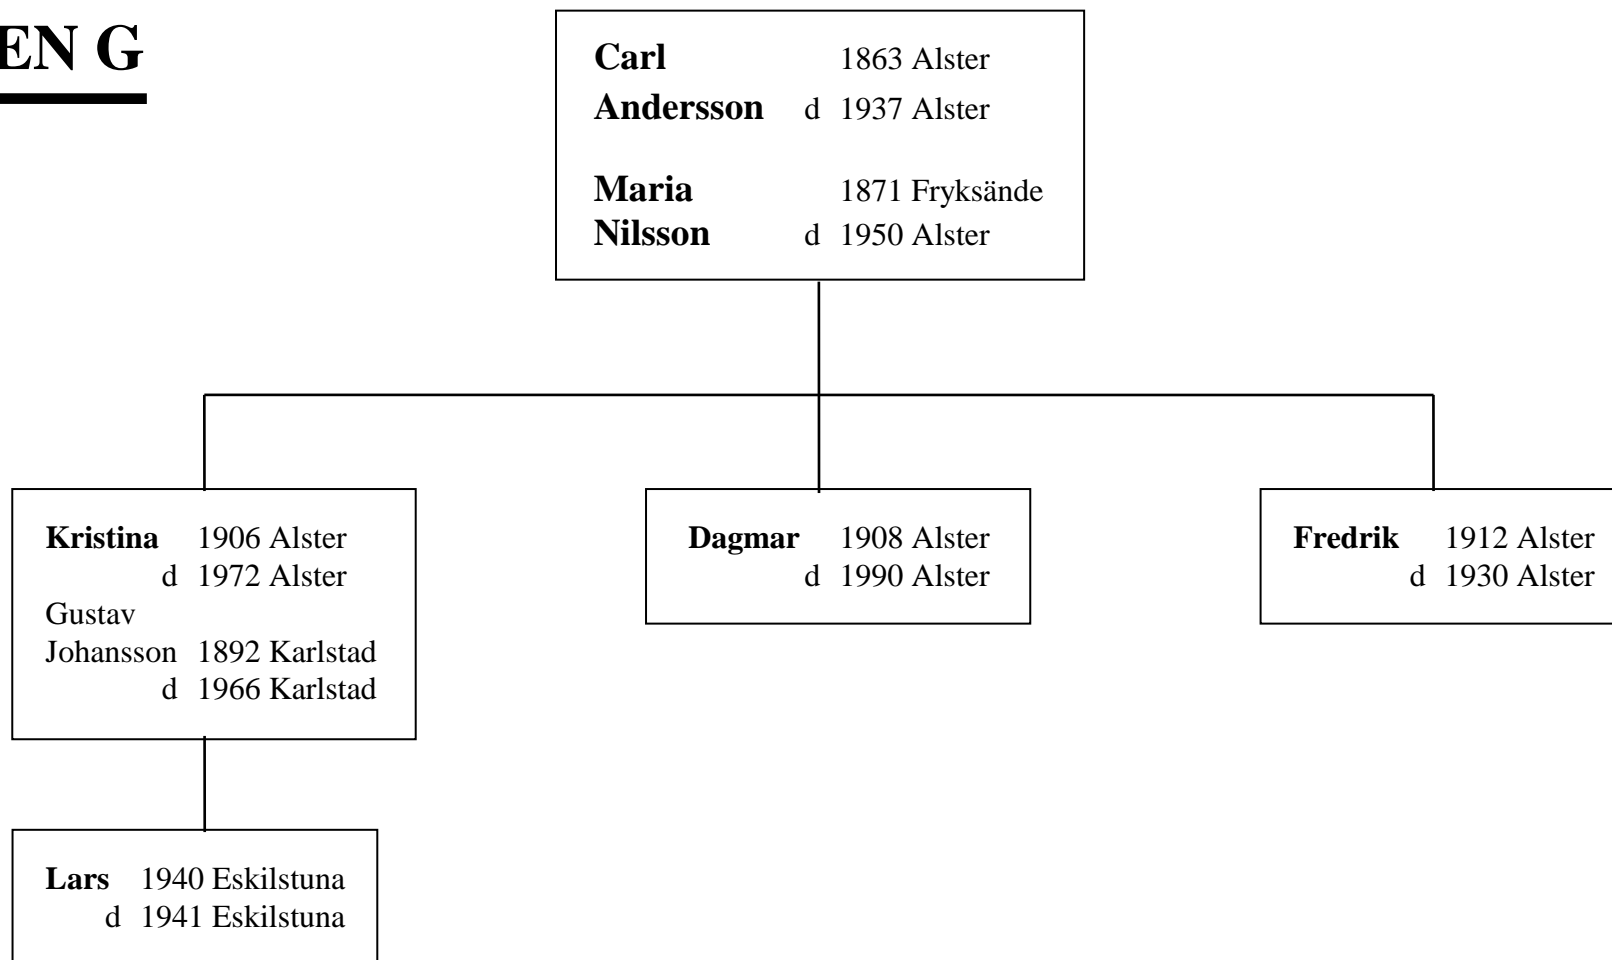 EN G
Carl 1863 Alster
Andersson d 1937 Alster
Maria 1871 Fryksände
Nilsson d 1950 Alster
Kristina 1906 Alster
d 1972 Alster
Gustav
Johansson 1892 Karlstad
d 1966 Karlstad
Dagmar 1908 Alster
d 1990 Alster
Fredrik 1912 Alster
d 1930 Alster
Lars 1940 Eskilstuna
d 1941 Eskilstuna